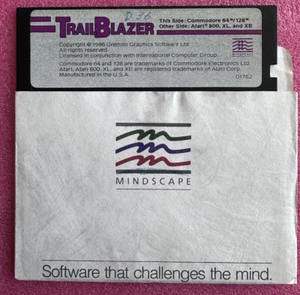 D 36
TRAILBLAZER
This Side: Commodore 64®/128™
Other Side: Atari® 800, XL, and XE
Copyright © 1986 Gremlin Graphics Software Ltd
All rights reserved.
Licensed in conjunction with International Computer Group.
Commodore 64 and 128 are trademarks of Commodore Electronics Ltd.
Atari, Atari 800, XL, and XE are registered trademarks of Atari Corp.
Manufactured in the U.S.A.
MINDSCAPE
Software that challenges the mind.